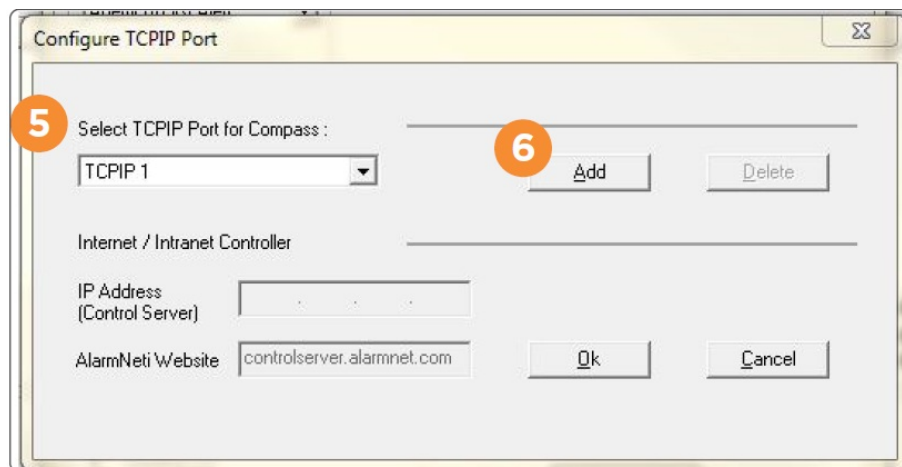 Configure TCPIP Port
5
Select TCPIP Port for Compass :
6
TCPIP 1
Add
Delete
Internet / Intranet Controller
IP Address
(Control Server)
. . .
AlarmNeti Website
controlserver.alarmnet.com
Ok
Cancel